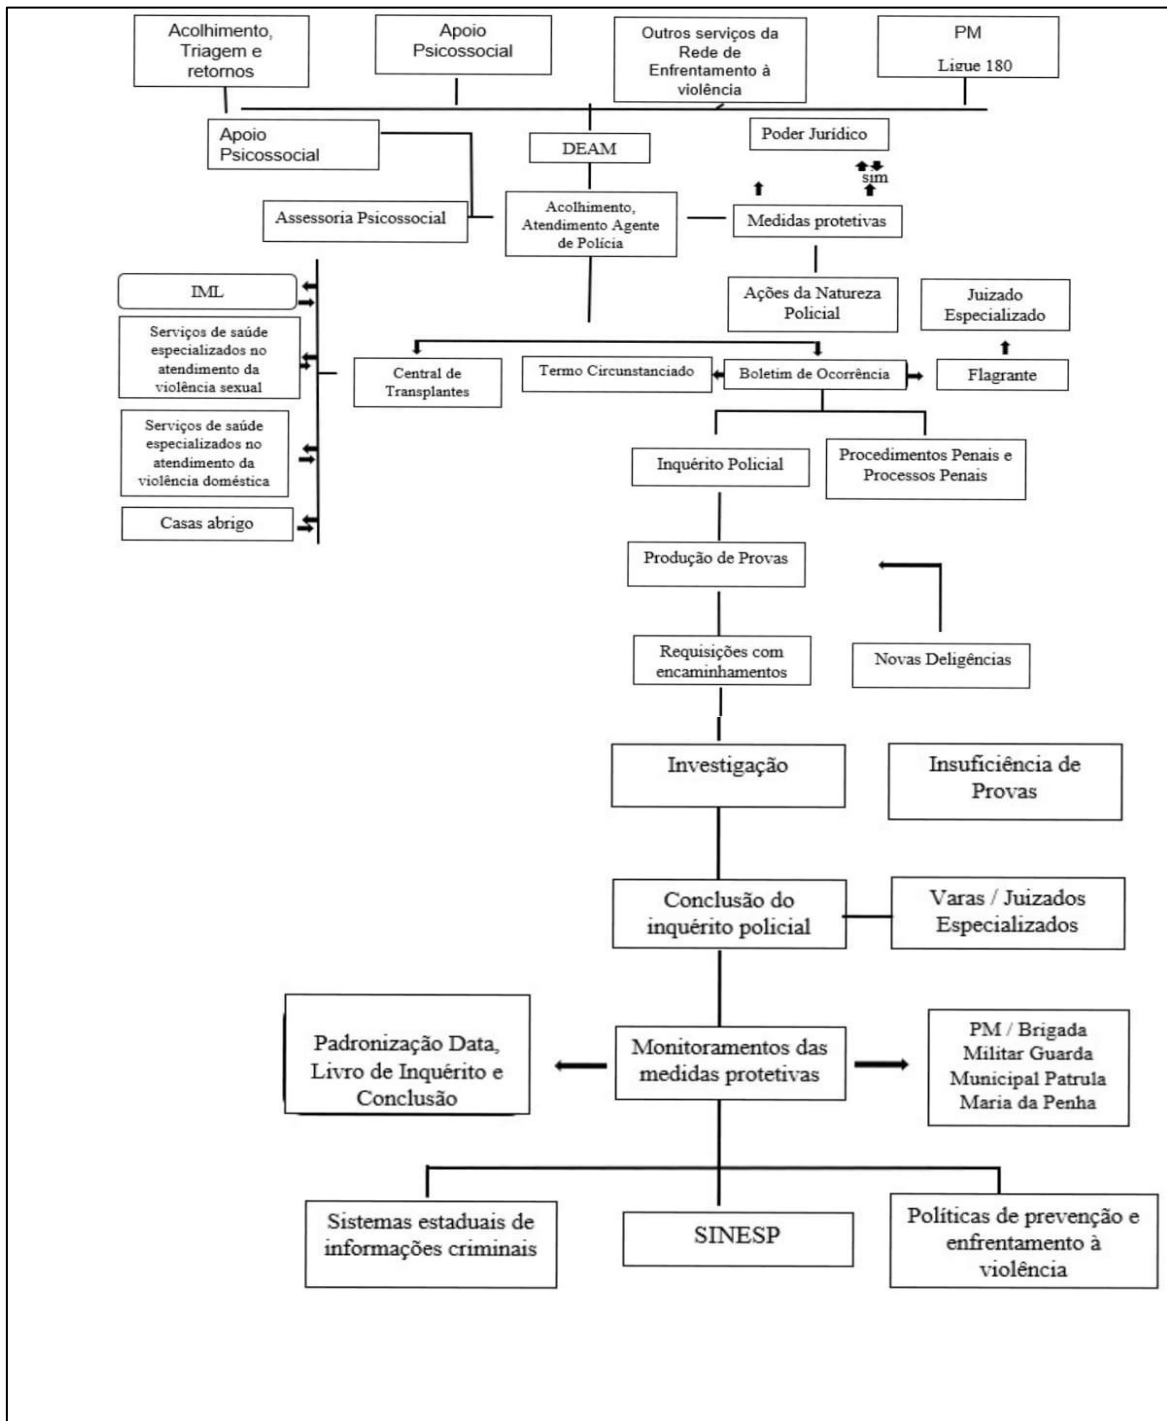 Acolhimento,
Triagem e
retornos
Apoio
Psicossocial
Outros serviços da
Rede de
Enfrentamento à
violência
PM
Ligue 180
Apoio
Psicossocial
DEAM
Poder Jurídico
sim
Assessoria Psicossocial
Acolhimento,
Atendimento Agente
de Polícia
Medidas protetivas
IML
Ações da Natureza
Policial
Juizado
Especializado
Serviços de saúde
especializados no
atendimento da
violência sexual
Central de
Transplantes
Termo Circunstanciado
Boletim de Ocorrência
Flagrante
Serviços de saúde
especializados no
atendimento da
violência doméstica
Inquérito Policial
Procedimentos Penais e
Processos Penais
Casas abrigo
Produção de Provas
Requisições com
encaminhamentos
Novas Deligências
Investigação
Insuficiência de
Provas
Conclusão do
inquérito policial
Varas / Juizados
Especializados
Padronização Data,
Livro de Inquérito e
Conclusão
Monitoramentos das
medidas protetivas
PM / Brigada
Militar Guarda
Municipal Patrula
Maria da Penha
Sistemas estaduais de
informações criminais
SINESP
Políticas de prevenção e
enfrentamento à
violência